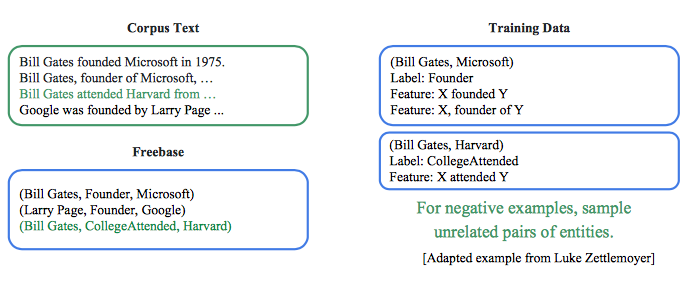 Corpus Text
Bill Gates founded Microsoft in 1975.
Bill Gates, founder of Microsoft, …
Bill Gates attended Harvard from …
Google was founded by Larry Page ...
Freebase
(Bill Gates, Founder, Microsoft)
(Larry Page, Founder, Google)
(Bill Gates, CollegeAttended, Harvard)
Training Data
(Bill Gates, Microsoft)
Label: Founder
Feature: X founded Y
Feature: X, founder of Y
(Bill Gates, Harvard)
Label: CollegeAttended
Feature: X attended Y
For negative examples, sample
unrelated pairs of entities.
[Adapted example from Luke Zettlemoyer]